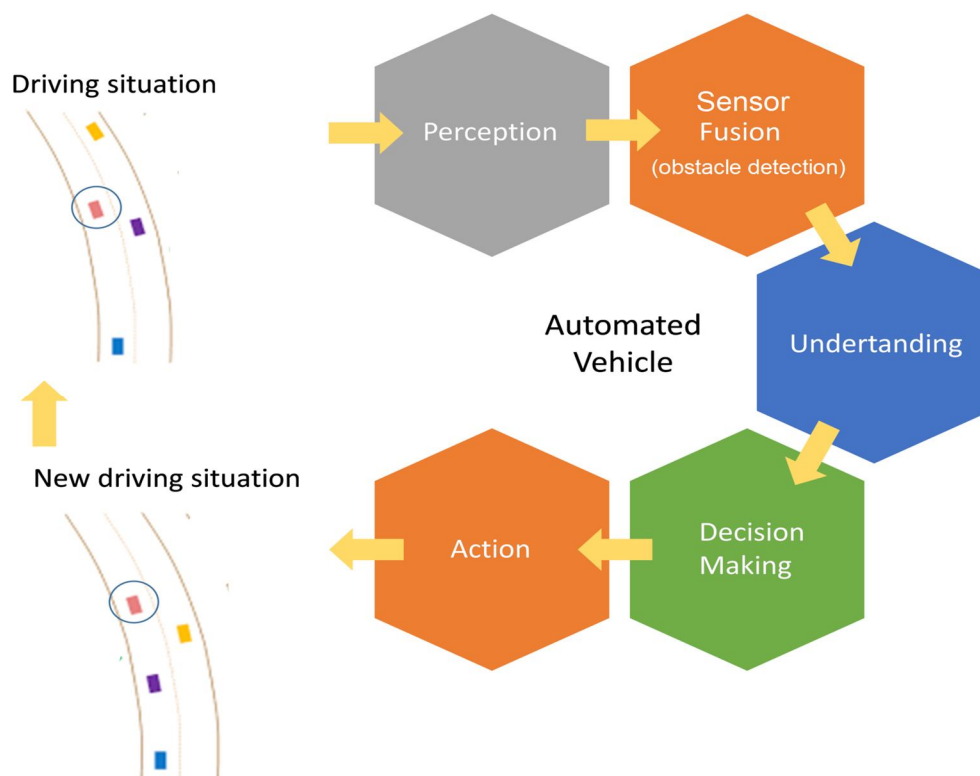 Driving situation
Perception
Sensor
Fusion
(obstacle detection)
Automated
Vehicle
Undertanding
New driving situation
Action
Decision
Making